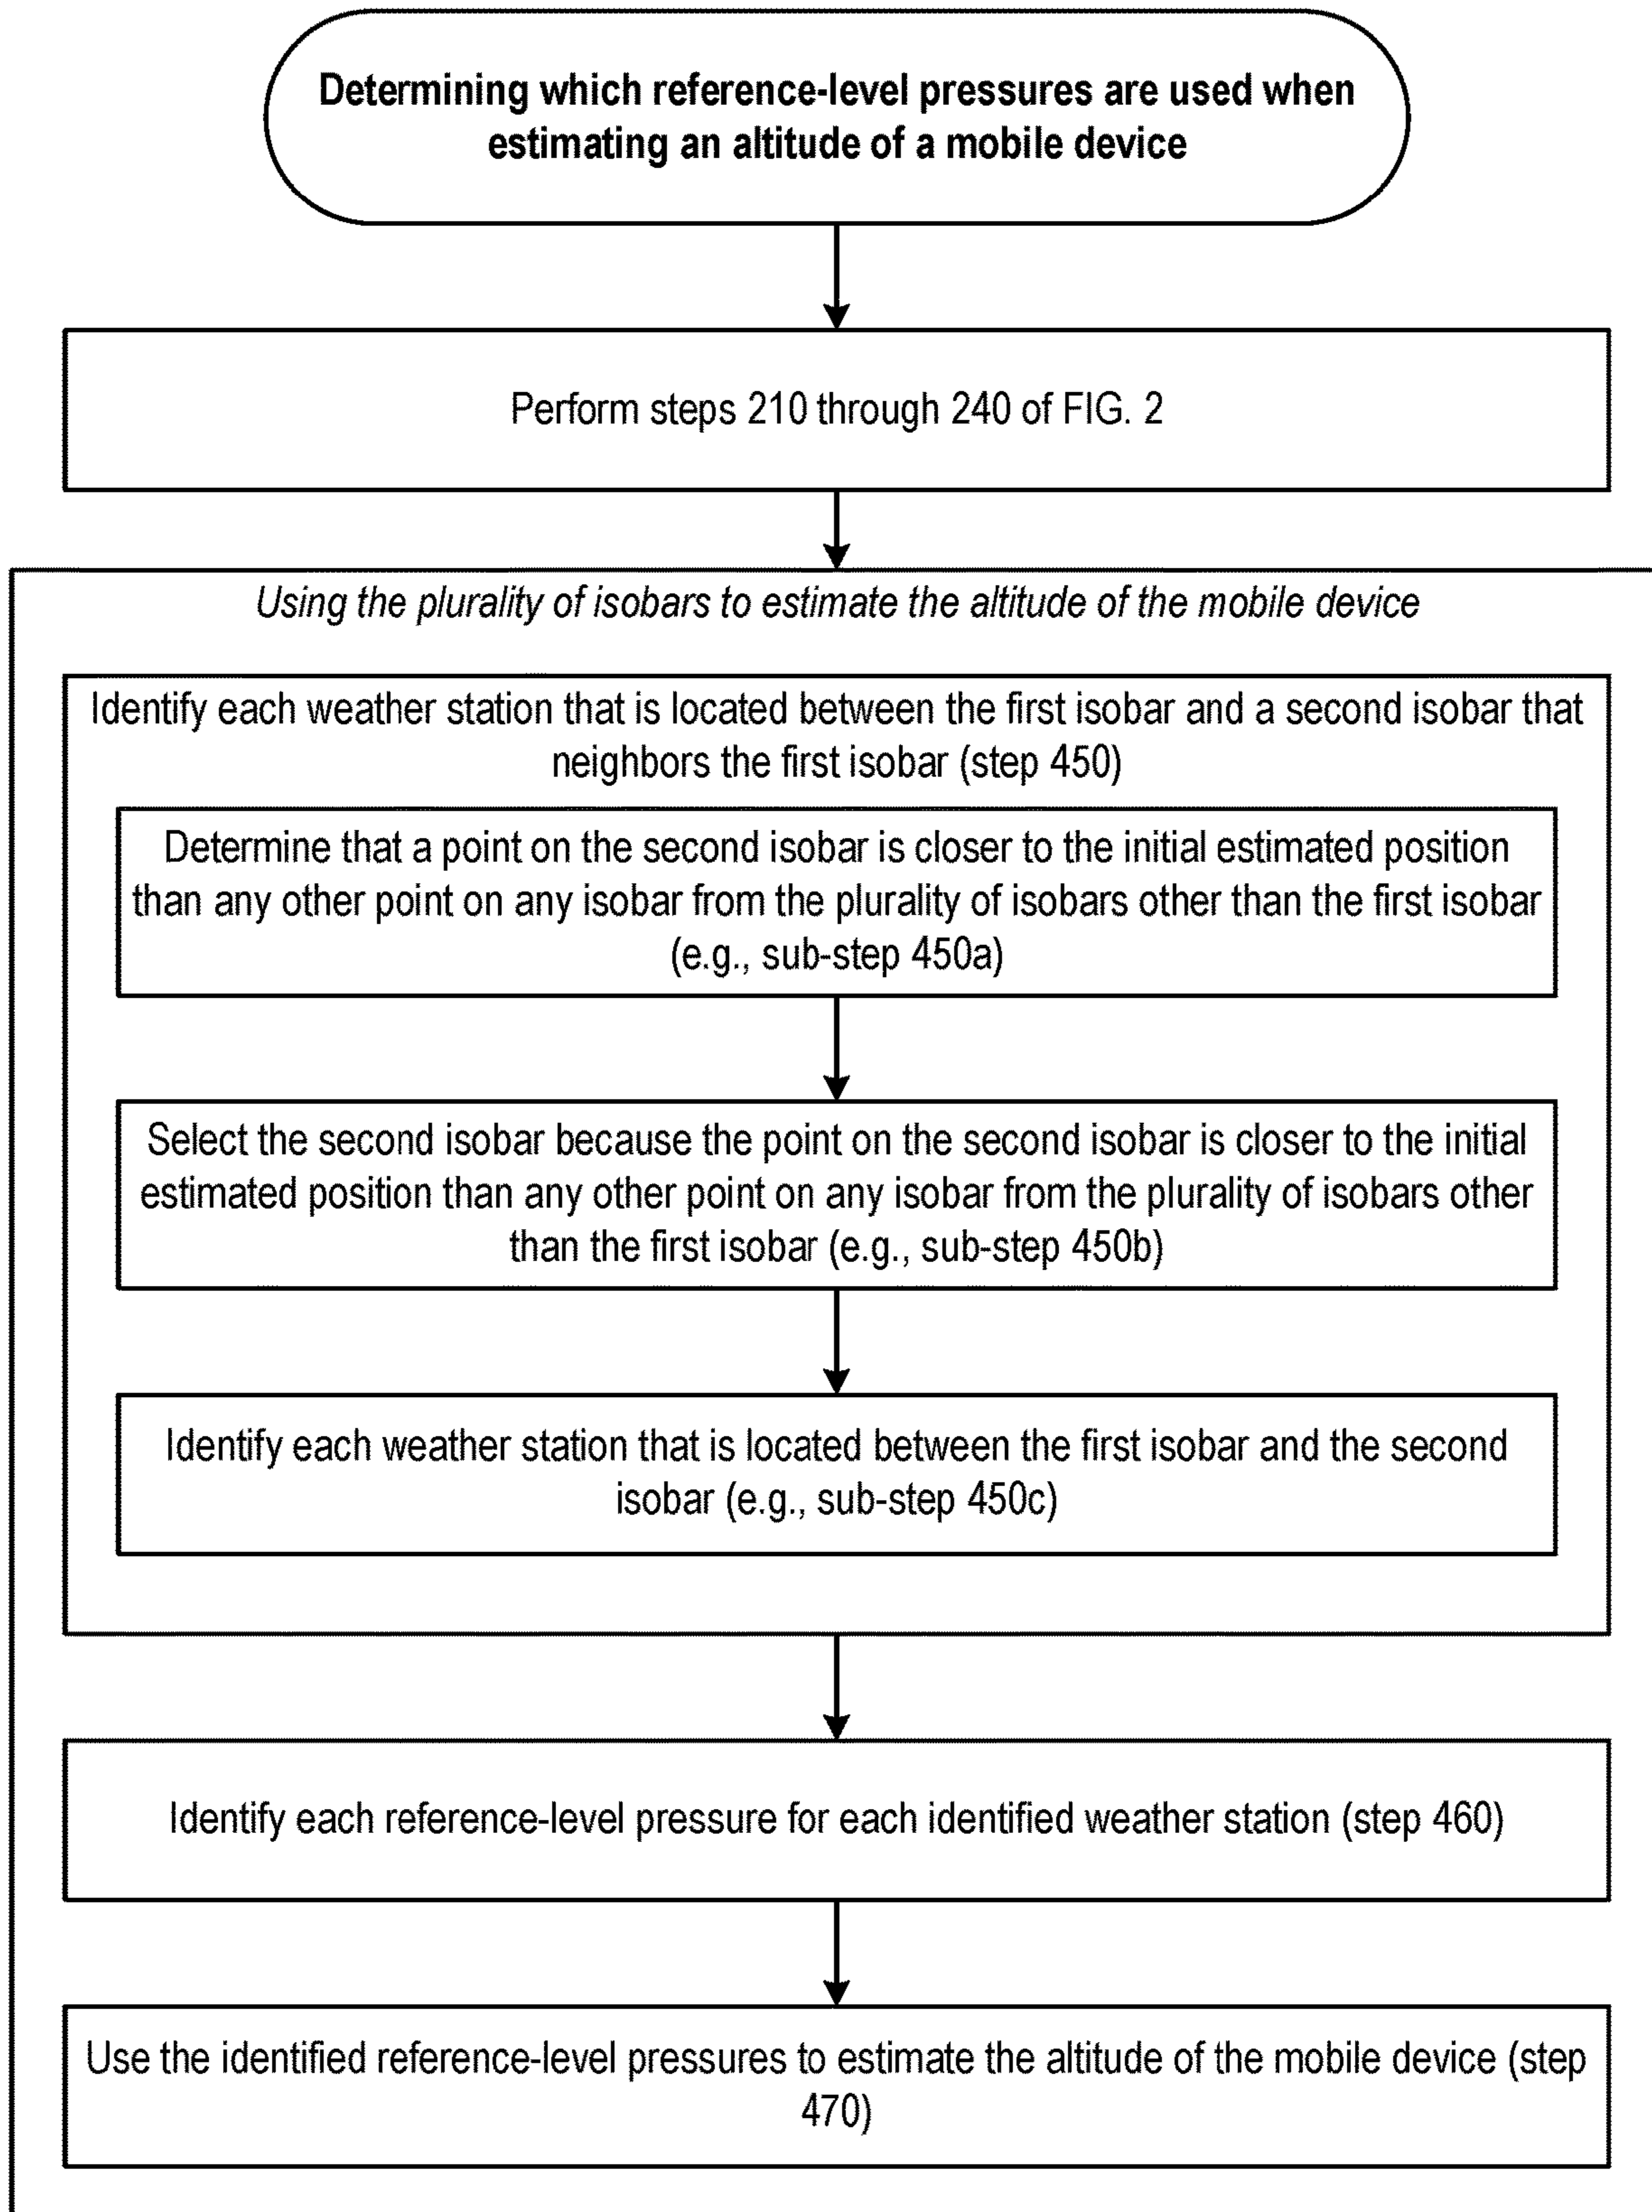 Determining which reference-level pressures are used when
estimating an altitude of a mobile device
Perform steps 210 through 240 of FIG. 2
Using the plurality of isobars to estimate the altitude of the mobile device
Identify each weather station that is located between the first isobar and a second isobar that
neighbors the first isobar (step 450)
Determine that a point on the second isobar is closer to the initial estimated position
than any other point on any isobar from the plurality of isobars other than the first isobar
(e.g., sub-step 450a)
Select the second isobar because the point on the second isobar is closer to the initial
estimated position than any other point on any isobar from the plurality of isobars other
than the first isobar (e.g., sub-step 450b)
Identify each weather station that is located between the first isobar and the second
isobar (e.g., sub-step 450c)
Identify each reference-level pressure for each identified weather station (step 460)
Use the identified reference-level pressures to estimate the altitude of the mobile device (step
470)